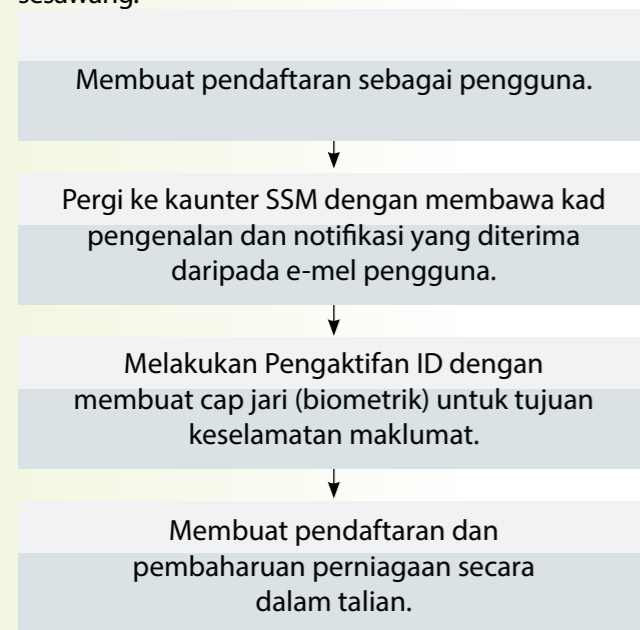 sesawang.
Membuat pendaftaran sebagai pengguna.
Pergi ke kaunter SSM dengan membawa kad
pengenalan dan notifikasi yang diterima
daripada e-mel pengguna.
Melakukan Pengaktifan ID dengan
membuat cap jari (biometrik) untuk tujuan
keselamatan maklumat.
Membuat pendaftaran dan
pembaharuan perniagaan secara
dalam talian.